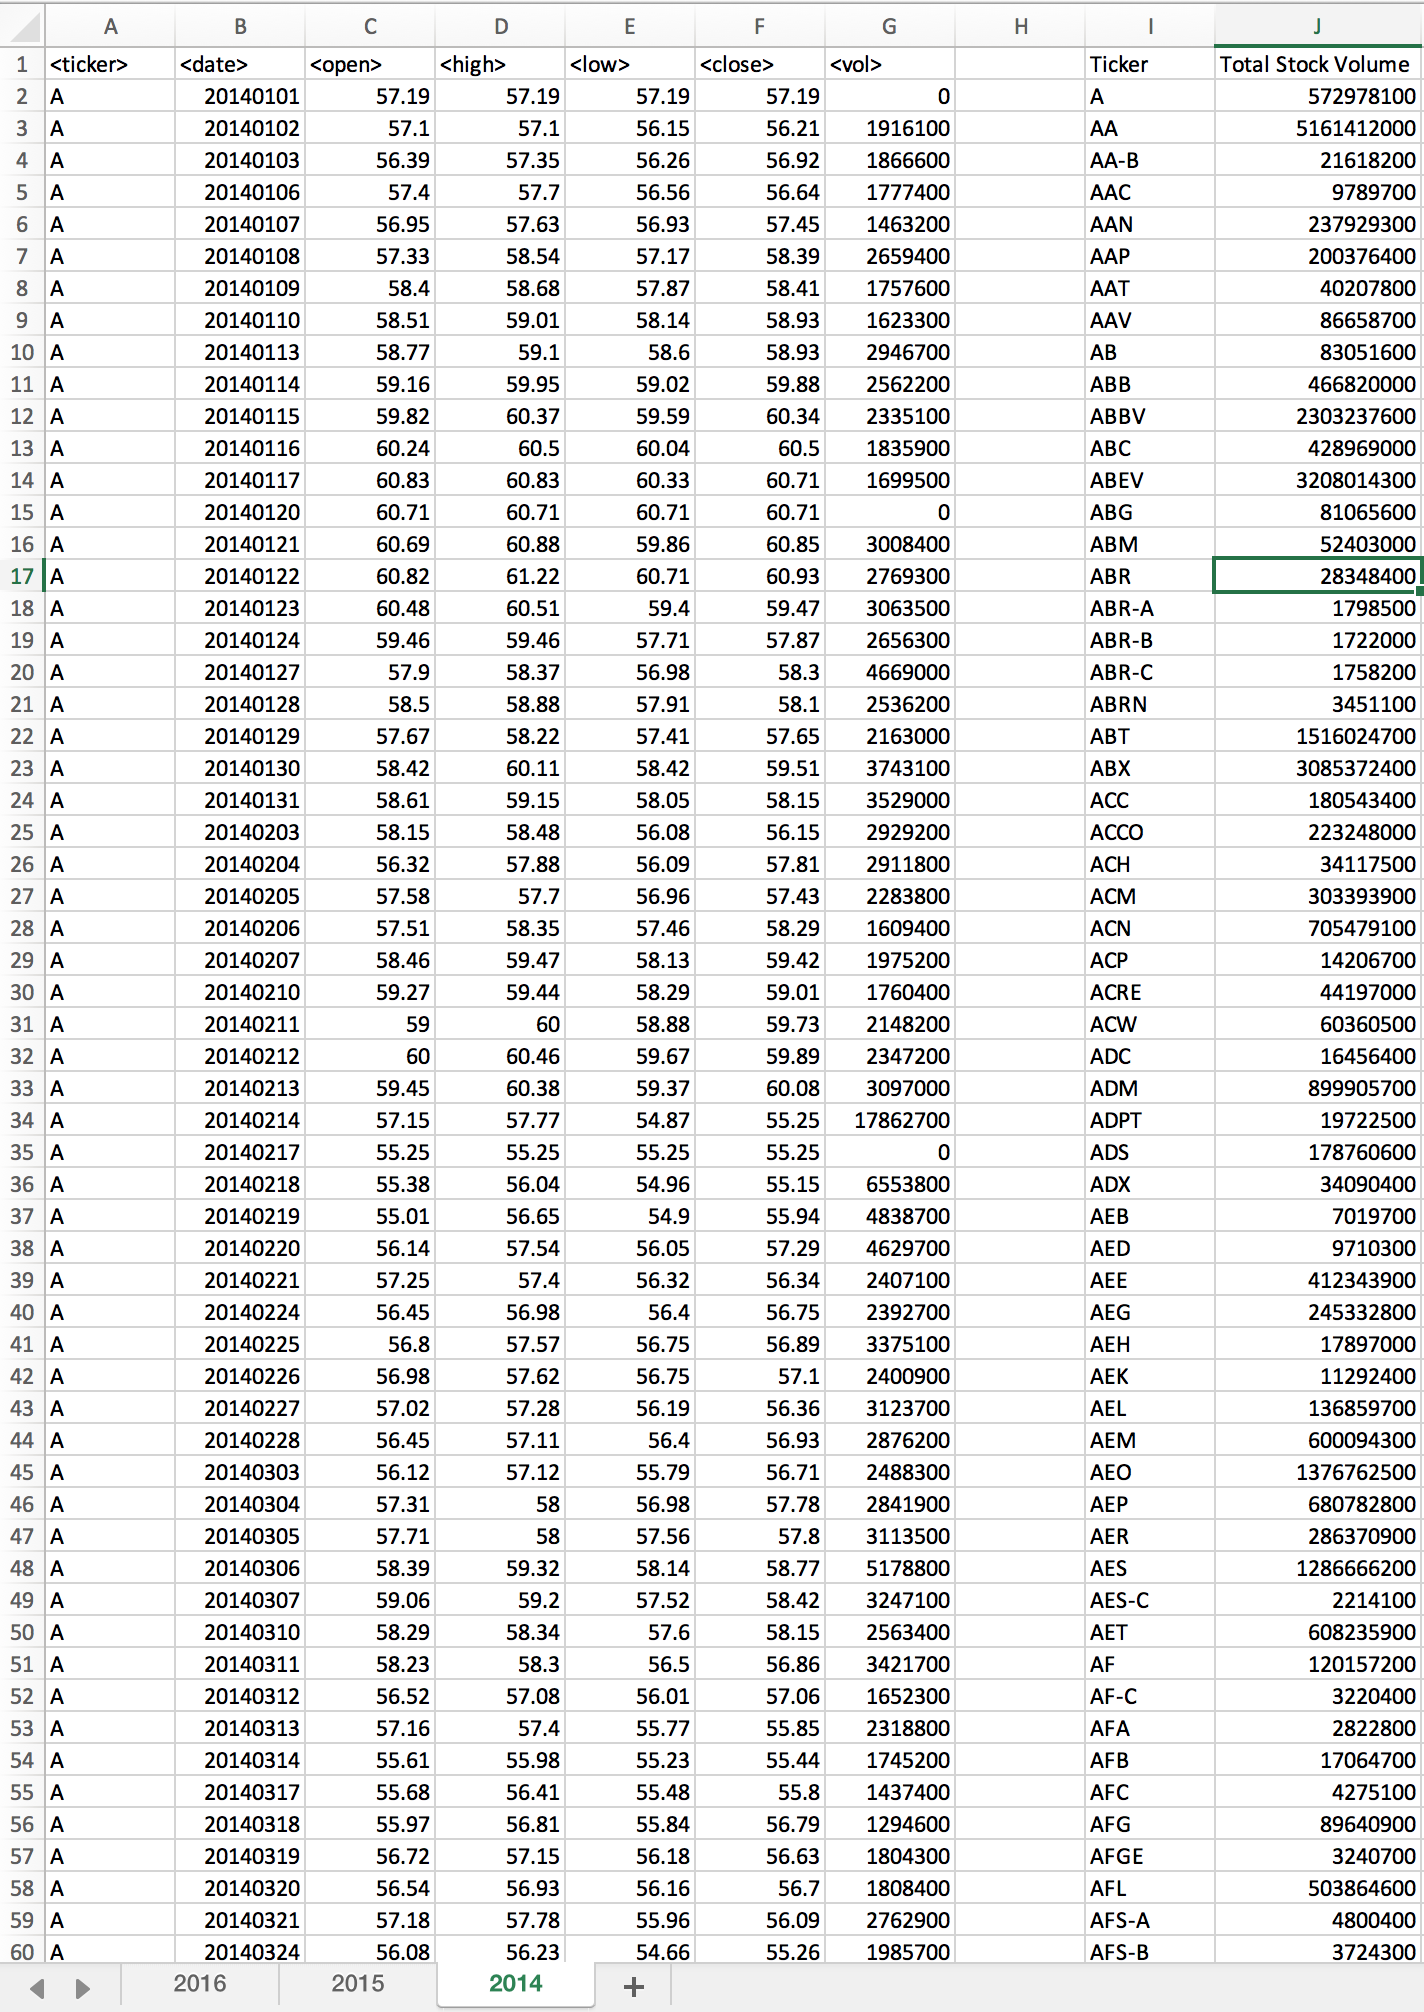 A B C D E F G H I J
1 <ticker> <date> <open> <high> <low> <close> <vol> Ticker Total Stock Volume
2 A 20140101 57.19 57.19 57.19 57.19 0 A 572978100
3 A 20140102 57.1 57.1 56.15 56.21 1916100 AA 5161412000
4 A 20140103 56.39 57.35 56.26 56.92 1866600 AA-B 21618200
5 A 20140106 57.4 57.7 56.56 56.64 1777400 AAC 9789700
6 A 20140107 56.95 57.63 56.93 57.45 1463200 AAN 237929300
7 A 20140108 57.33 58.54 57.17 58.39 2659400 AAP 200376400
8 A 20140109 58.4 58.68 57.87 58.41 1757600 AAT 40207800
9 A 20140110 58.51 59.01 58.14 58.93 1623300 AAV 86658700
10 A 20140113 58.77 59.1 58.6 58.93 2946700 AB 83051600
11 A 20140114 59.16 59.95 59.02 59.88 2562200 ABB 466820000
12 A 20140115 59.82 60.37 59.59 60.34 2335100 ABBV 2303237600
13 A 20140116 60.24 60.5 60.04 60.5 1835900 ABC 428969000
14 A 20140117 60.83 60.83 60.33 60.71 1699500 ABEV 3208014300
15 A 20140120 60.71 60.71 60.71 60.71 0 ABG 81065600
16 A 20140121 60.69 60.88 59.86 60.85 3008400 ABM 52403000
17 A 20140122 60.82 61.22 60.71 60.93 2769300 ABR 28348400
18 A 20140123 60.48 60.51 59.4 59.47 3063500 ABR-A 1798500
19 A 20140124 59.46 59.46 57.71 57.87 2656300 ABR-B 1722000
20 A 20140127 57.9 58.37 56.98 58.3 4669000 ABR-C 1758200
21 A 20140128 58.5 58.88 57.91 58.1 2536200 ABRN 3451100
22 A 20140129 57.67 58.22 57.41 57.65 2163000 ABT 1516024700
23 A 20140130 58.42 60.11 58.42 59.51 3743100 ABX 3085372400
24 A 20140131 58.61 59.15 58.05 58.15 3529000 ACC 180543400
25 A 20140203 58.15 58.48 56.08 56.15 2929200 ACCO 223248000
26 A 20140204 56.32 57.88 56.09 57.81 2911800 ACH 34117500
27 A 20140205 57.58 57.7 56.96 57.43 2283800 ACM 303393900
28 A 20140206 57.51 58.35 57.46 58.29 1609400 ACN 705479100
29 A 20140207 58.46 59.47 58.13 59.42 1975200 ACP 14206700
30 A 20140210 59.27 59.44 58.29 59.01 1760400 ACRE 44197000
31 A 20140211 59 60 58.88 59.73 2148200 ACW 60360500
32 A 20140212 60 60.46 59.67 59.89 2347200 ADC 16456400
33 A 20140213 59.45 60.38 59.37 60.08 3097000 ADM 899905700
34 A 20140214 57.15 57.77 54.87 55.25 17862700 ADPT 19722500
35 A 20140217 55.25 55.25 55.25 55.25 0 ADS 178760600
36 A 20140218 55.38 56.04 54.96 55.15 6553800 ADX 34090400
37 A 20140219 55.01 56.65 54.9 55.94 4838700 AEB 7019700
38 A 20140220 56.14 57.54 56.05 57.29 4629700 AED 9710300
39 A 20140221 57.25 57.4 56.32 56.34 2407100 AEE 412343900
40 A 20140224 56.45 56.98 56.4 56.75 2392700 AEG 245332800
41 A 20140225 56.8 57.57 56.75 56.89 3375100 AEH 17897000
42 A 20140226 56.98 57.62 56.75 57.1 2400900 AEK 11292400
43 A 20140227 57.02 57.28 56.19 56.36 3123700 AEL 136859700
44 A 20140228 56.45 57.11 56.4 56.93 2876200 AEM 600094300
45 A 20140303 56.12 57.12 55.79 56.71 2488300 AEO 1376762500
46 A 20140304 57.31 58 56.98 57.78 2841900 AEP 680782800
47 A 20140305 57.71 58 57.56 57.8 3113500 AER 286370900
48 A 20140306 58.39 59.32 58.14 58.77 5178800 AES 1286666200
49 A 20140307 59.06 59.2 57.52 58.42 3247100 AES-C 2214100
50 A 20140310 58.29 58.34 57.6 58.15 2563400 AET 608235900
51 A 20140311 58.23 58.3 56.5 56.86 3421700 AF 120157200
52 A 20140312 56.52 57.08 56.01 57.06 1652300 AF-C 3220400
53 A 20140313 57.16 57.4 55.77 55.85 2318800 AFA 2822800
54 A 20140314 55.61 55.98 55.23 55.44 1745200 AFB 17064700
55 A 20140317 55.68 56.41 55.48 55.8 1437400 AFC 4275100
56 A 20140318 55.97 56.81 55.84 56.79 1294600 AFG 89640900
57 A 20140319 56.72 57.15 56.18 56.63 1804300 AFGE 3240700
58 A 20140320 56.54 56.93 56.16 56.7 1808400 AFL 503864600
59 A 20140321 57.18 57.78 55.96 56.09 2762900 AFS-A 4800400
60 A 20140324 56.08 56.23 54.66 55.26 1985700 AFS-B 3724300
2016 2015 2014 +